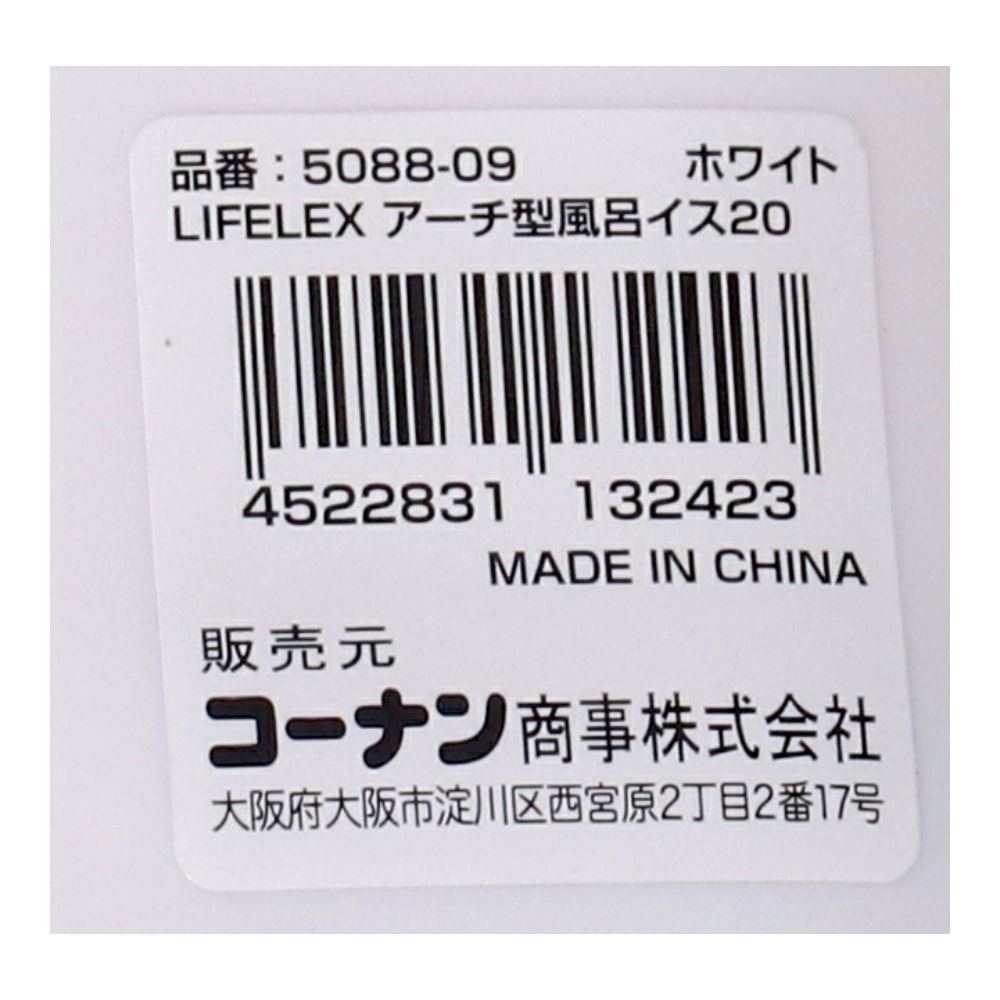 品番：5088-09 ホワイト
LIFELEX アーチ型風呂イス20
4522831 132423
MADE IN CHINA
販売元
コーナン商事株式会社
大阪府大阪市淀川区西宮原2丁目2番17号